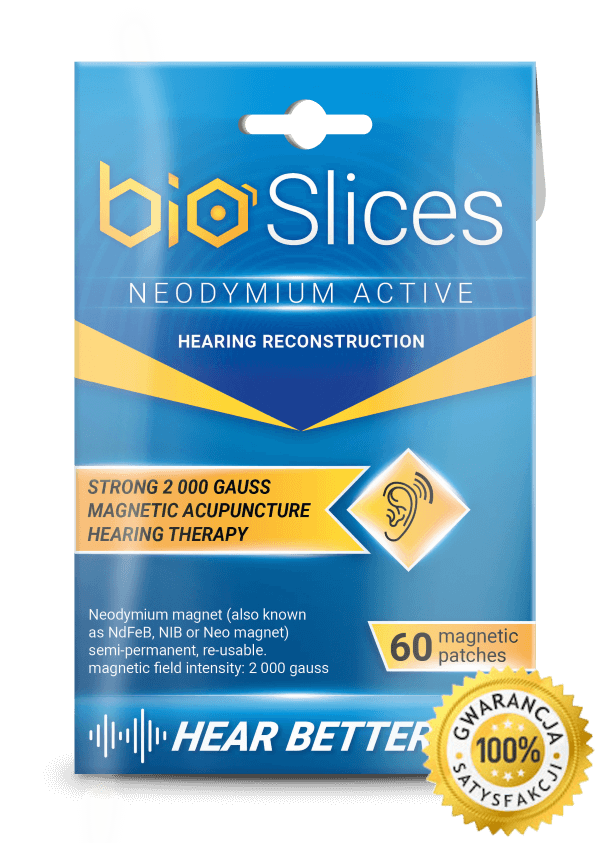 bio Slices
NEODYMIUM ACTIVE
HEARING RECONSTRUCTION
STRONG 2 000 GAUSS
MAGNETIC ACUPUNCTURE
HEARING THERAPY
Neodymium magnet (also known
as NdFeB, NIB or Neo magnet)
semi-permanent, re-usable.
magnetic field intensity: 2 000 gauss
60 magnetic
patches
HEAR BETTER
GWARANCJA
100%
SATYSFAKCJI